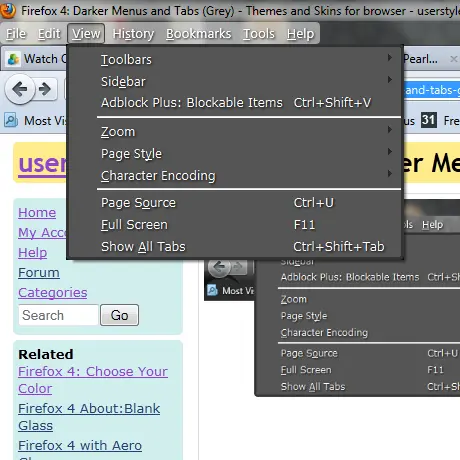 Firefox 4: Darker Menus and Tabs (Grey) - Themes and Skins for browser - userstyle
File Edit View History Bookmarks Tools Help
Watch C
Pearl..
Toolbars
Sidebar
Adblock Plus: Blockable Items Ctrl+Shift+V
and-tabs-g
Most Vis
31 Fre
Zoom
Page Style
Character Encoding
user
er Me
Page Source Ctrl+U
Full Screen F11
Show All Tabs Ctrl+Shift+Tab
Home
My Acco
Help
Forum
Categories
Search Go
ols Help
Sidebar
Adblock Plus: Blockable Items Ctrl+Sh
Most Vis
Zoom
Page Style
Character Encoding
Page Source Ctrl+U
Full Screen F11
Show All Tabs Ctrl+Sh
Related
Firefox 4: Choose Your
Color
Firefox 4 About:Blank
Glass
Firefox 4 with Aero